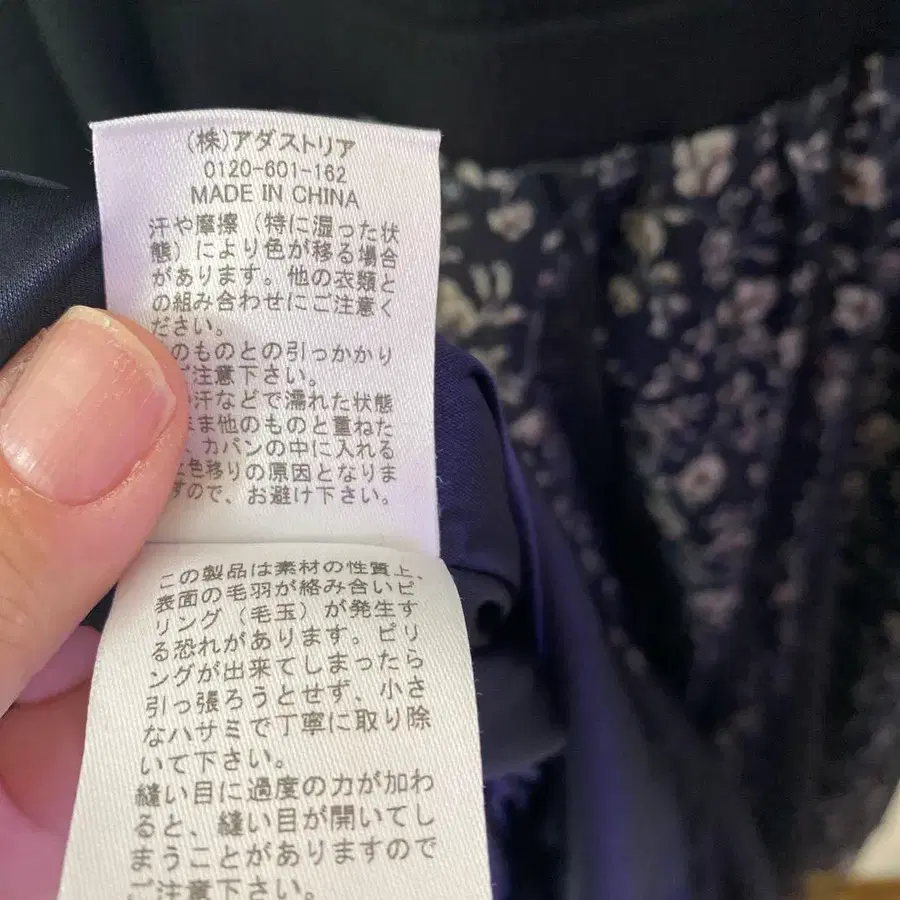 (株)アダストリア
0120-601-162
MADE IN CHINA
汗や摩擦（特に湿った状
態）により色が移る場合
があります。他の衣類と
の組み合わせにご注意く
ださい。
のものとの引っかかり
ご注意下さい。
や汗などで濡れた状態
まま他のものと重ねた
、カバンの中に入れる
と色移りの原因となりま
すので、お避け下さい。
この製品は素材の性質上、
表面の毛羽が絡み合いピ
リング（毛玉）が発生す
る恐れがあります。ピリ
ングが出来てしまったら
引っ張ろうとせず、小さ
なハサミで丁寧に取り除
いて下さい。
縫い目に過度の力が加わ
ると、縫い目が開いてし
まうことがありますので
ご注意下さい。